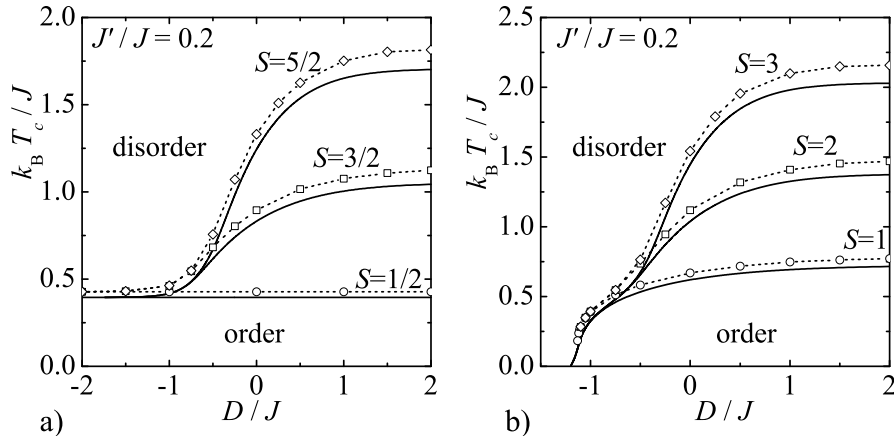 J′ / J = 0.2
S=5/2
disorder
S=3/2
S=1/2
order
k_B T_c / J
0.0
0.5
1.0
1.5
2.0
-2
-1
0
1
2
D / J
a)
J′ / J = 0.2
S=3
disorder
S=2
S=1
order
k_B T_c / J
0.0
0.5
1.0
1.5
2.0
2.5
-1
0
1
2
D / J
b)